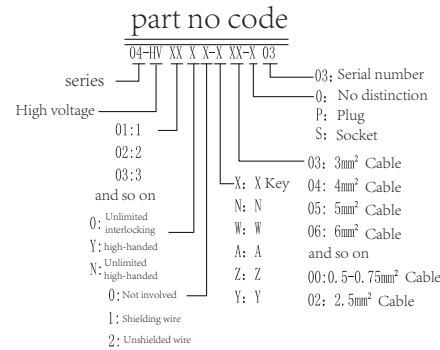 part no code
04-HV XX X X-X XX-X 03
series
High voltage
01:1
02:2
03:3
and so on
0: Unlimited
interlocking
Y: high-handed
N: Unlimited
high-handed
0: Not involved
1: Shielding wire
2: Unshielded wire
X: X Key
N: N
W: W
A: A
Z: Z
Y: Y
03: Serial number
0: No distinction
P: Plug
S: Socket
03: 3mm² Cable
04: 4mm² Cable
05: 5mm² Cable
06: 6mm² Cable
and so on
00:0.5-0.75mm² Cable
02: 2.5mm² Cable